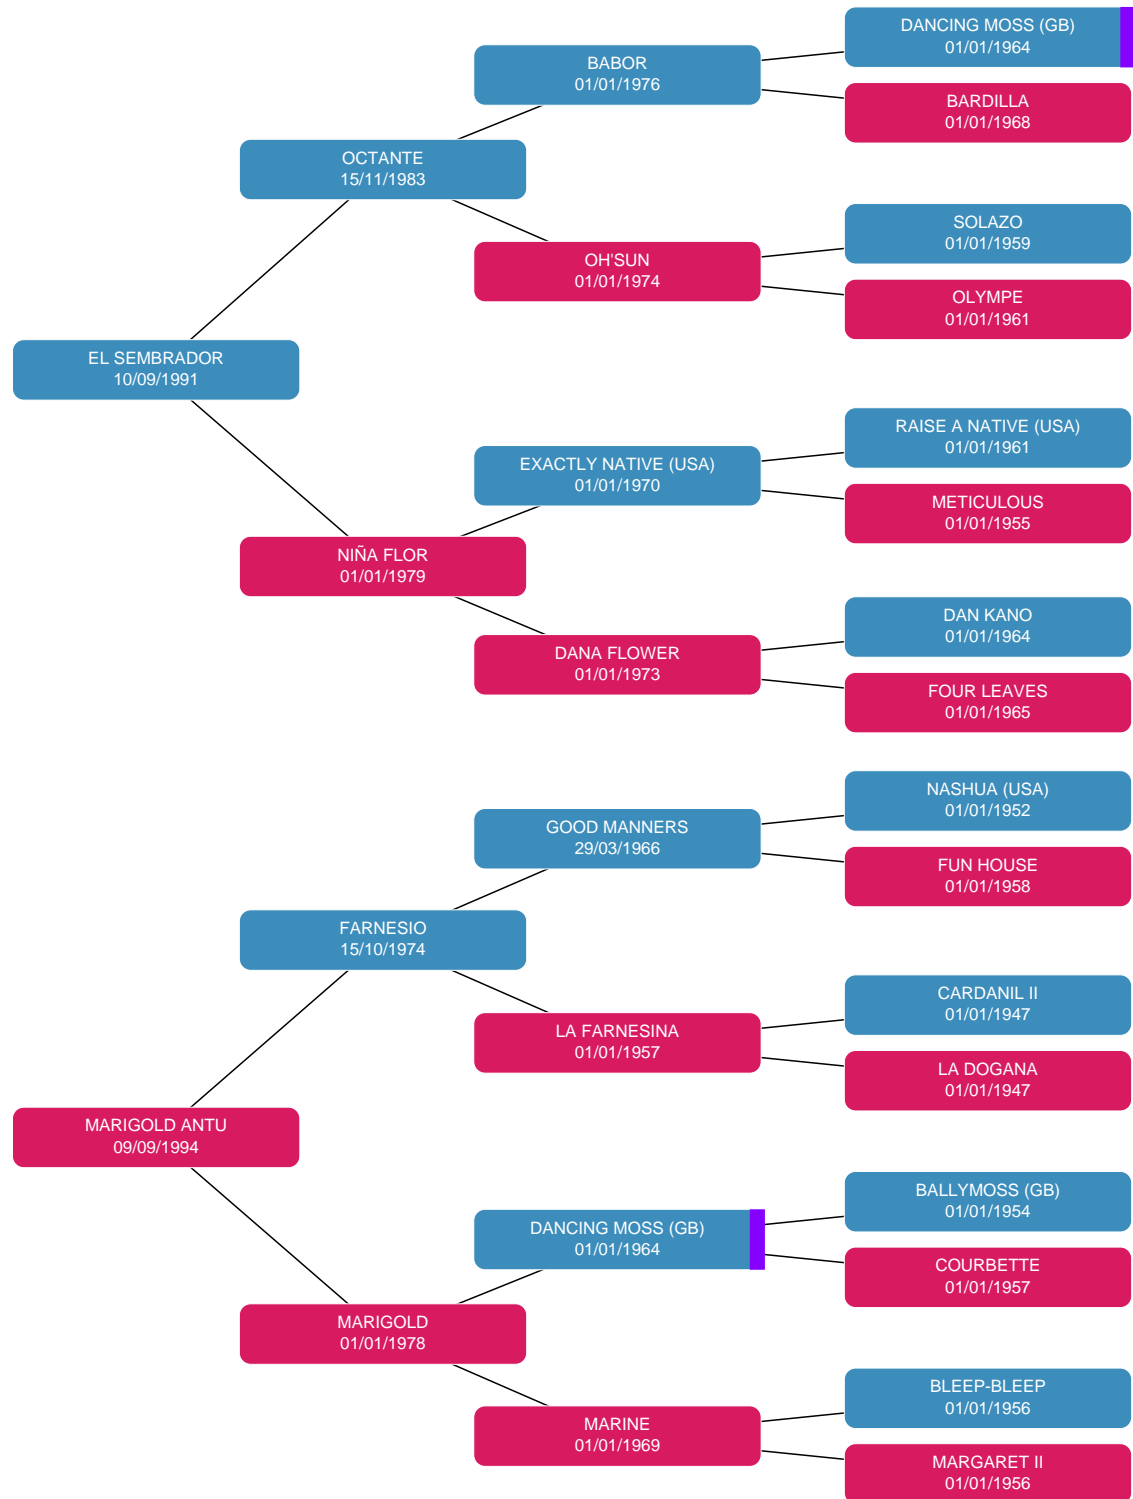 DANCING MOSS (GB)
01/01/1964
BABOR
01/01/1976
BARDILLA
01/01/1968
OCTANTE
15/11/1983
SOLAZO
01/01/1959
OH'SUN
01/01/1974
OLYMPE
01/01/1961
EL SEMBRADOR
10/09/1991
RAISE A NATIVE (USA)
01/01/1961
EXACTLY NATIVE (USA)
01/01/1970
METICULOUS
01/01/1955
NIÑA FLOR
01/01/1979
DAN KANO
01/01/1964
DANA FLOWER
01/01/1973
FOUR LEAVES
01/01/1965
NASHUA (USA)
01/01/1952
GOOD MANNERS
29/03/1966
FUN HOUSE
01/01/1958
FARNESIO
15/10/1974
CARDANIL II
01/01/1947
LA FARNESINA
01/01/1957
LA DOGANA
01/01/1947
MARIGOLD ANTU
09/09/1994
BALLYMOSS (GB)
01/01/1954
DANCING MOSS (GB)
01/01/1964
COURBETTE
01/01/1957
MARIGOLD
01/01/1978
BLEEP-BLEEP
01/01/1956
MARINE
01/01/1969
MARGARET II
01/01/1956